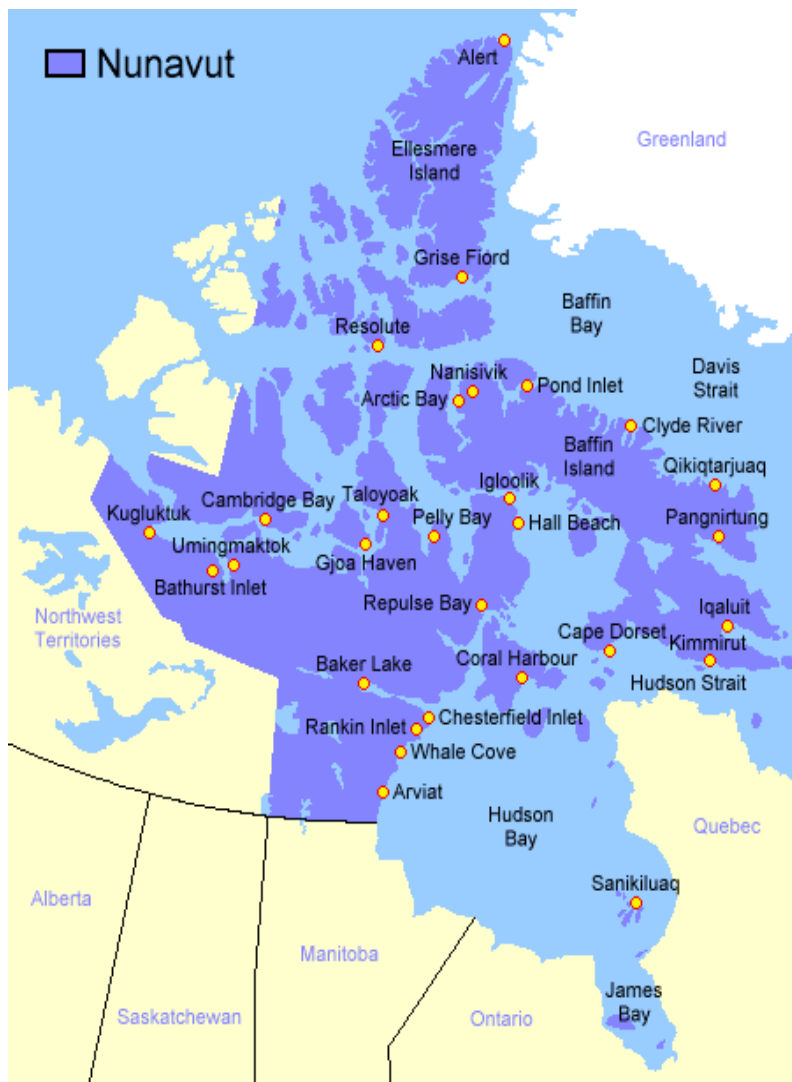 Nunavut
Alert
Greenland
Ellesmere
Island
Grise Fiord
Baffin
Bay
Resolute
Davis
Strait
Nanisivik
Pond Inlet
Arctic Bay
Clyde River
Baffin
Island
Qikiqtarjuaq
Igloolik
Taloyoak
Cambridge Bay
Kugluktuk
Pelly Bay
Hall Beach
Pangnirtung
Umingmaktok
Gjoa Haven
Bathurst Inlet
Repulse Bay
Iqaluit
Northwest
Territories
Cape Dorset
Kimmirut
Baker Lake
Coral Harbour
Hudson Strait
Chesterfield Inlet
Rankin Inlet
Whale Cove
Arviat
Hudson
Bay
Quebec
Sanikiluaq
Alberta
Manitoba
James
Bay
Saskatchewan
Ontario